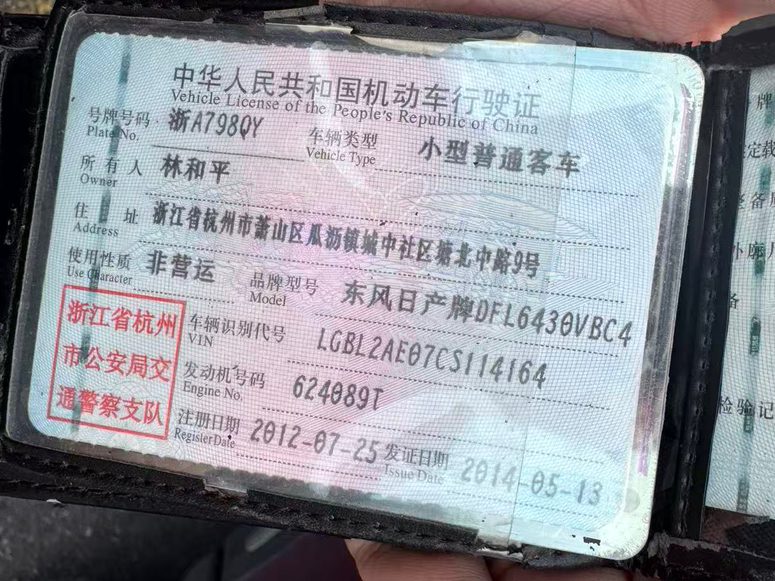 中华人民共和国机动车行驶证
Vehicle License of the People's Republic of China
号牌号码 浙A798QY 车辆类型 小型普通客车
Plate No. Vehicle Type
所有人 林和平
Owner
住址 浙江省杭州市萧山区瓜沥镇城中社区塘北中路9号
Address
使用性质 非营运 品牌型号 东风日产牌DFL6430VBC4
Use Character Model
浙江省杭州
市公安局交
通警察支队
车辆识别代号 LGBL2AE07CS114164
VIN
发动机号码 624089T
Engine No.
注册日期 2012-07-25 发证日期 2014-05-13
Register Date Issue Date
检验记